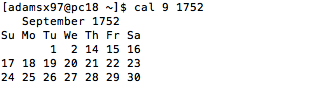 [adamsx97@pc18 ~]$ cal 9 1752
   September 1752
Su Mo Tu We Th Fr Sa
       1  2 14 15 16
17 18 19 20 21 22 23
24 25 26 27 28 29 30